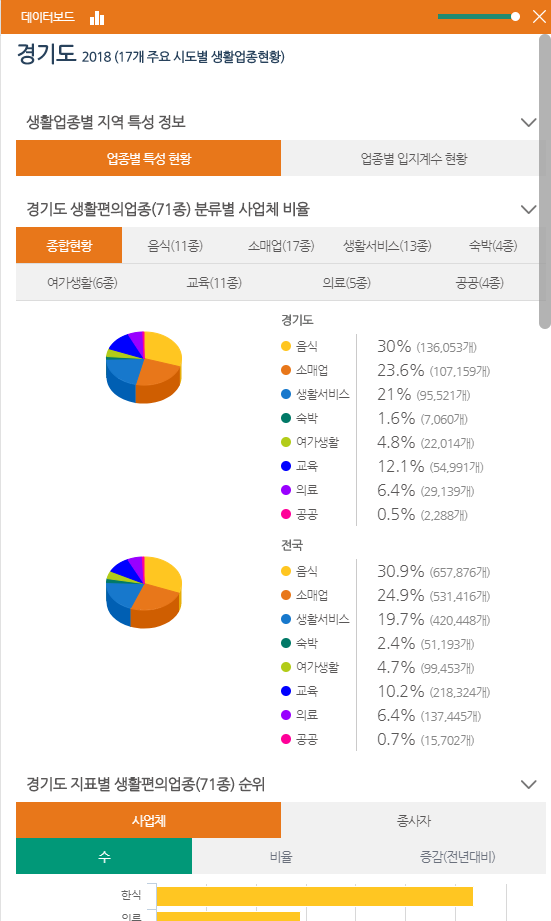 데이터보드
경기도 2018 (17개 주요 시도별 생활업종현황)
생활업종별 지역 특성 정보
업종별 특성 현황 업종별 입지계수 현황
경기도 생활편의업종(71종) 분류별 사업체 비율
종합현황 음식(11종) 소매업(17종) 생활서비스(13종) 숙박(4종)
여가생활(6종) 교육(11종) 의료(5종) 공공(4종)
경기도
음식 30% (136,053개)
소매업 23.6% (107,159개)
생활서비스 21% (95,521개)
숙박 1.6% (7,060개)
여가생활 4.8% (22,014개)
교육 12.1% (54,991개)
의료 6.4% (29,139개)
공공 0.5% (2,288개)
전국
음식 30.9% (657,876개)
소매업 24.9% (531,416개)
생활서비스 19.7% (420,448개)
숙박 2.4% (51,193개)
여가생활 4.7% (99,453개)
교육 10.2% (218,324개)
의료 6.4% (137,445개)
공공 0.7% (15,702개)
경기도 지표별 생활편의업종(71종) 순위
사업체 종사자
수 비율 증감(전년대비)
한식